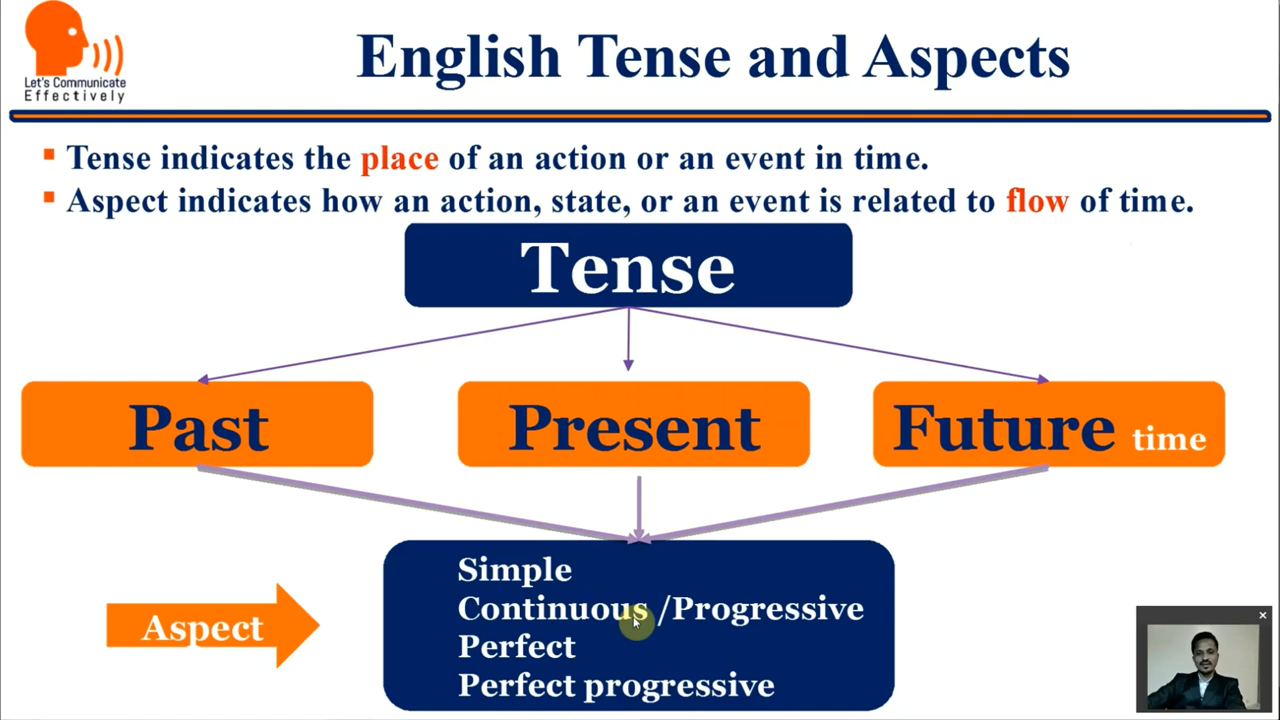 Let's Communicate
Effectively
English Tense and Aspects
▪ Tense indicates the place of an action or an event in time.
▪ Aspect indicates how an action, state, or an event is related to flow of time.
Tense
Past
Present
Future time
Aspect
Simple
Continuous /Progressive
Perfect
Perfect progressive